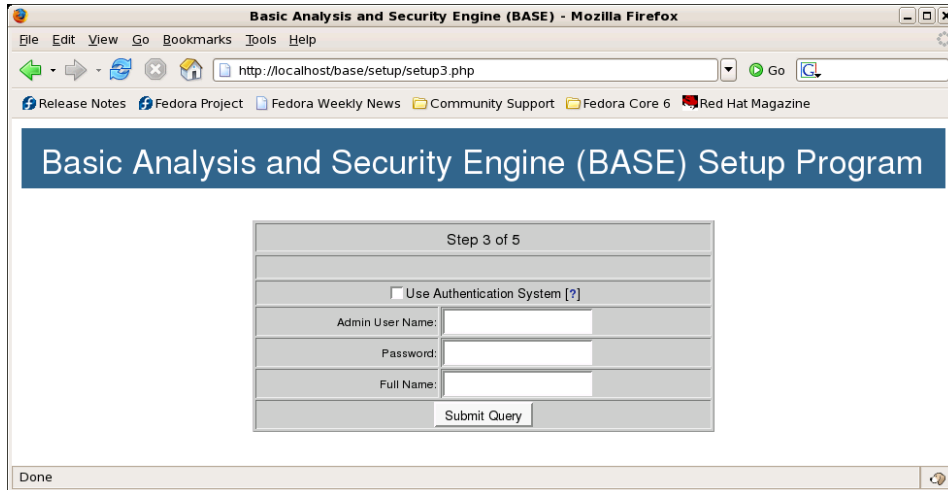 Basic Analysis and Security Engine (BASE) - Mozilla Firefox
File Edit View Go Bookmarks Tools Help
http://localhost/base/setup/setup3.php Go G
Release Notes Fedora Project Fedora Weekly News Community Support Fedora Core 6 Red Hat Magazine
Basic Analysis and Security Engine (BASE) Setup Program
Step 3 of 5
Use Authentication System [?]
Admin User Name:
Password:
Full Name:
Submit Query
Done